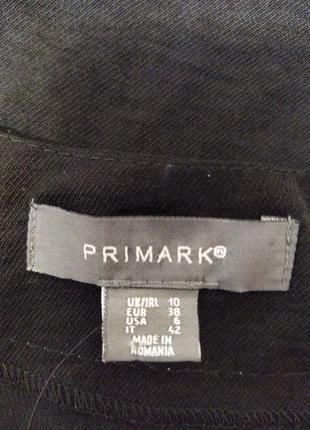 PRIMARK®
UK/IRL 10
EUR 38
USA 6
IT 42
MADE IN
ROMANIA